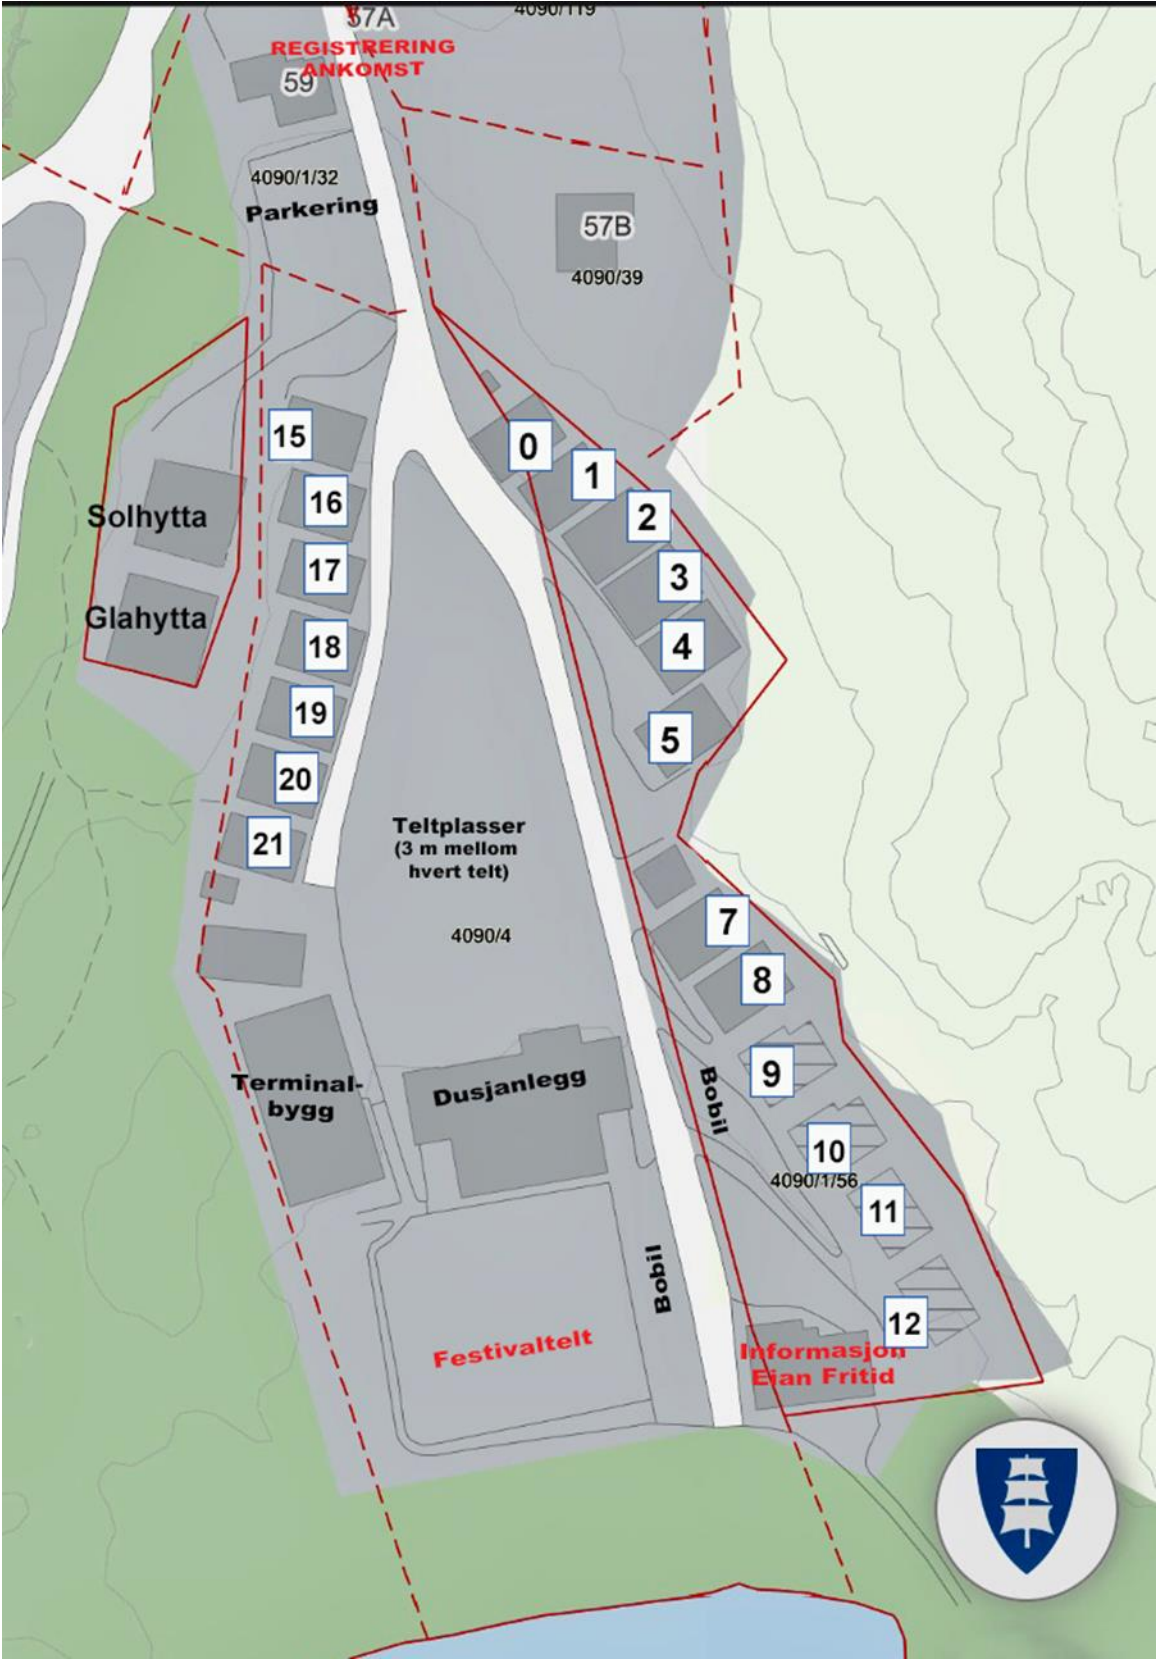 57A
4090/119
REGISTRERING
ANKOMST
59
4090/1/32
Parkering
57B
4090/39
15
0
1
16
2
Solhytta
17
3
Glahytta
18
4
19
5
20
21
Teltplasser
(3 m mellom
hvert telt)
4090/4
7
8
9
Terminal-
bygg
Dusjanlegg
Bobil
10
4090/1/56
11
Bobil
12
Festivaltelt
Informasjon
Eian Fritid